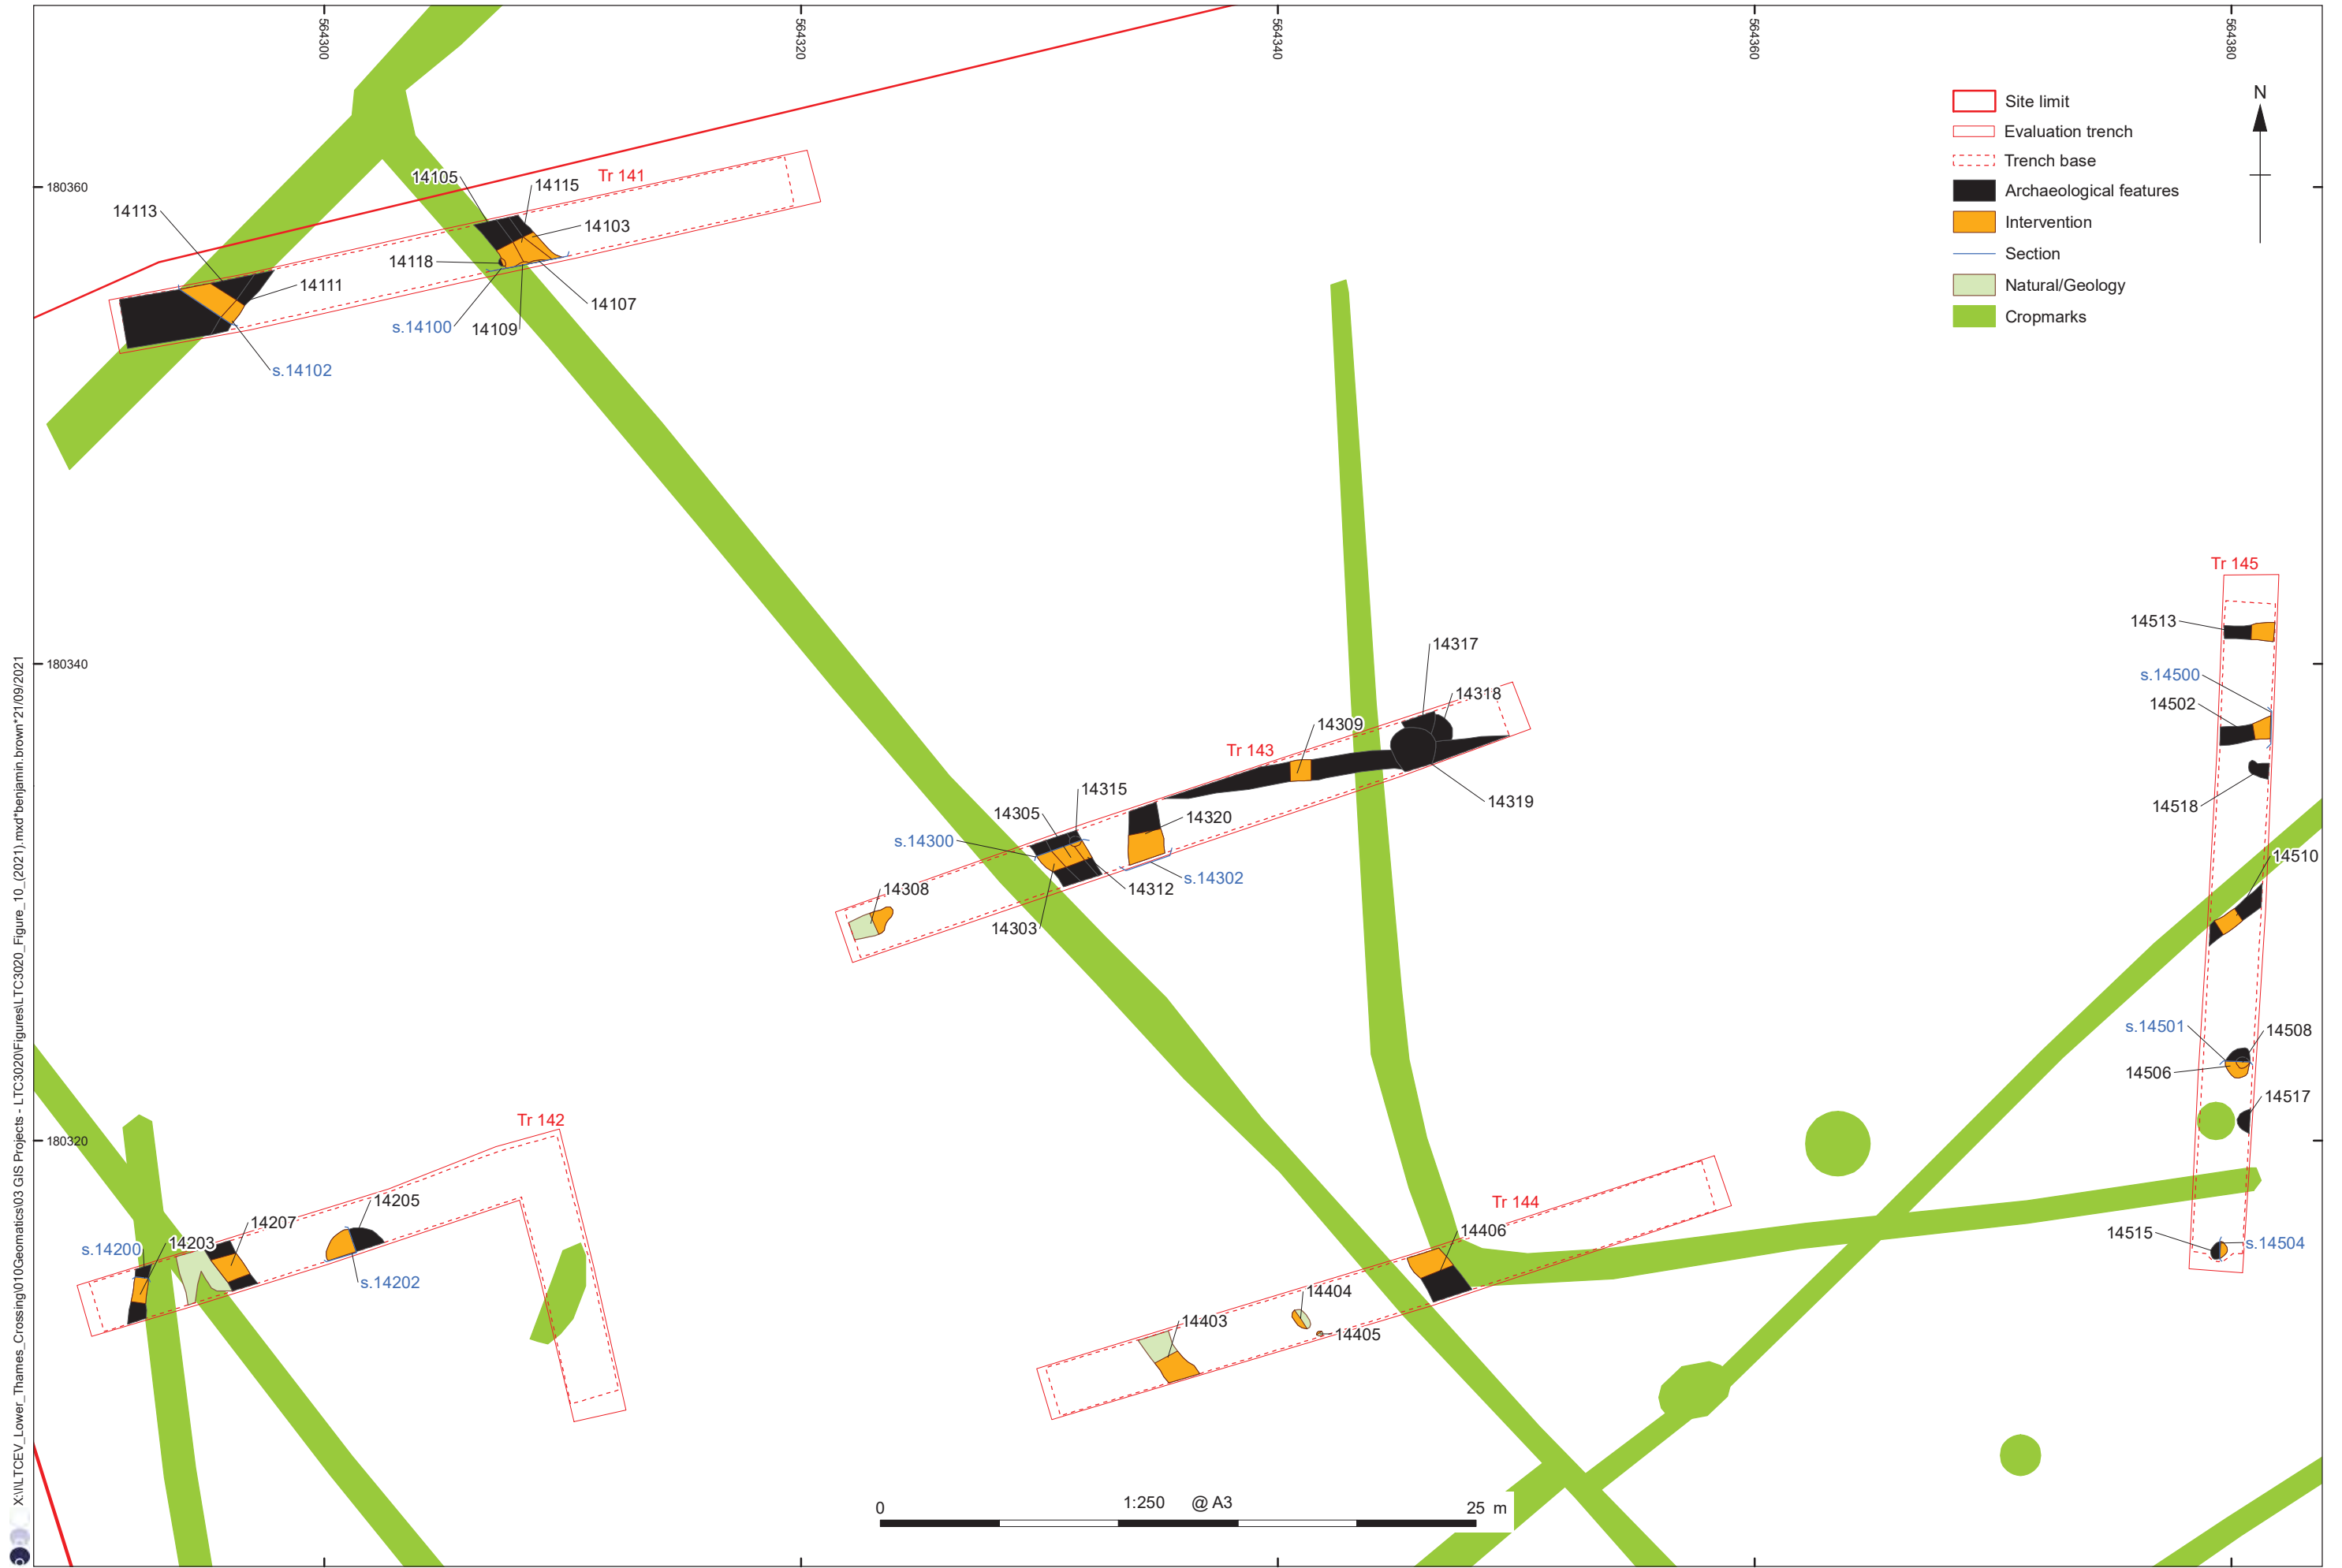 564300
564320
564340
564360
564380
N
Site limit
Evaluation trench
Trench base
Archaeological features
Intervention
Section
Natural/Geology
Cropmarks
180360
180340
180320
Tr 141
14105
14115
14103
14113
14118
14111
14107
s.14100
14109
s.14102
Tr 145
14513
s.14500
14502
14518
14510
s.14501
14508
14506
14517
14515
s.14504
14317
14318
14309
Tr 143
14315
14305
14319
14320
s.14300
14312
s.14302
14308
14303
Tr 142
14205
14207
14203
s.14200
s.14202
Tr 144
14406
14404
14403
14405
0
1:250 @ A3
25 m
X:\l\LTCEV_Lower_Thames_Crossing\010Geomatics\03 GIS Projects - LTC3020\Figures\LTC3020_Figure_10_(2021).mxd*benjamin.brown*21/09/2021